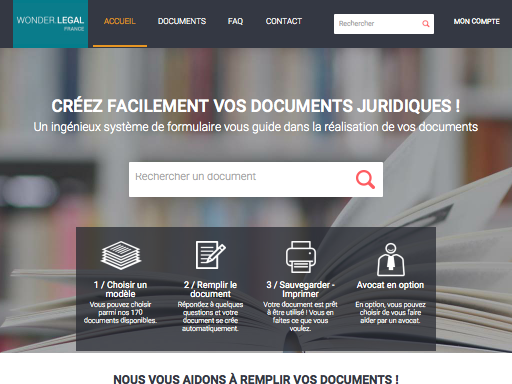 WONDER.LEGAL
FRANCE
ACCUEIL
DOCUMENTS
FAQ
CONTACT
Rechercher
MON COMPTE
CRÉEZ FACILEMENT VOS DOCUMENTS JURIDIQUES !
Un ingénieux système de formulaire vous guide dans la réalisation de vos documents
Rechercher un document
1 / Choisir un
modèle
Vous pouvez choisir
parmi nos 170
documents disponibles.
2 / Remplir le
document
Répondez à quelques
questions et votre
document se crée
automatiquement.
3 / Sauvegarder -
Imprimer
Votre document est prêt
à être utilisé ! Vous en
faites ce que vous
voulez.
Avocat en option
En option, vous pouvez
choisir de vous faire
aider par un avocat.
NOUS VOUS AIDONS À REMPLIR VOS DOCUMENTS !